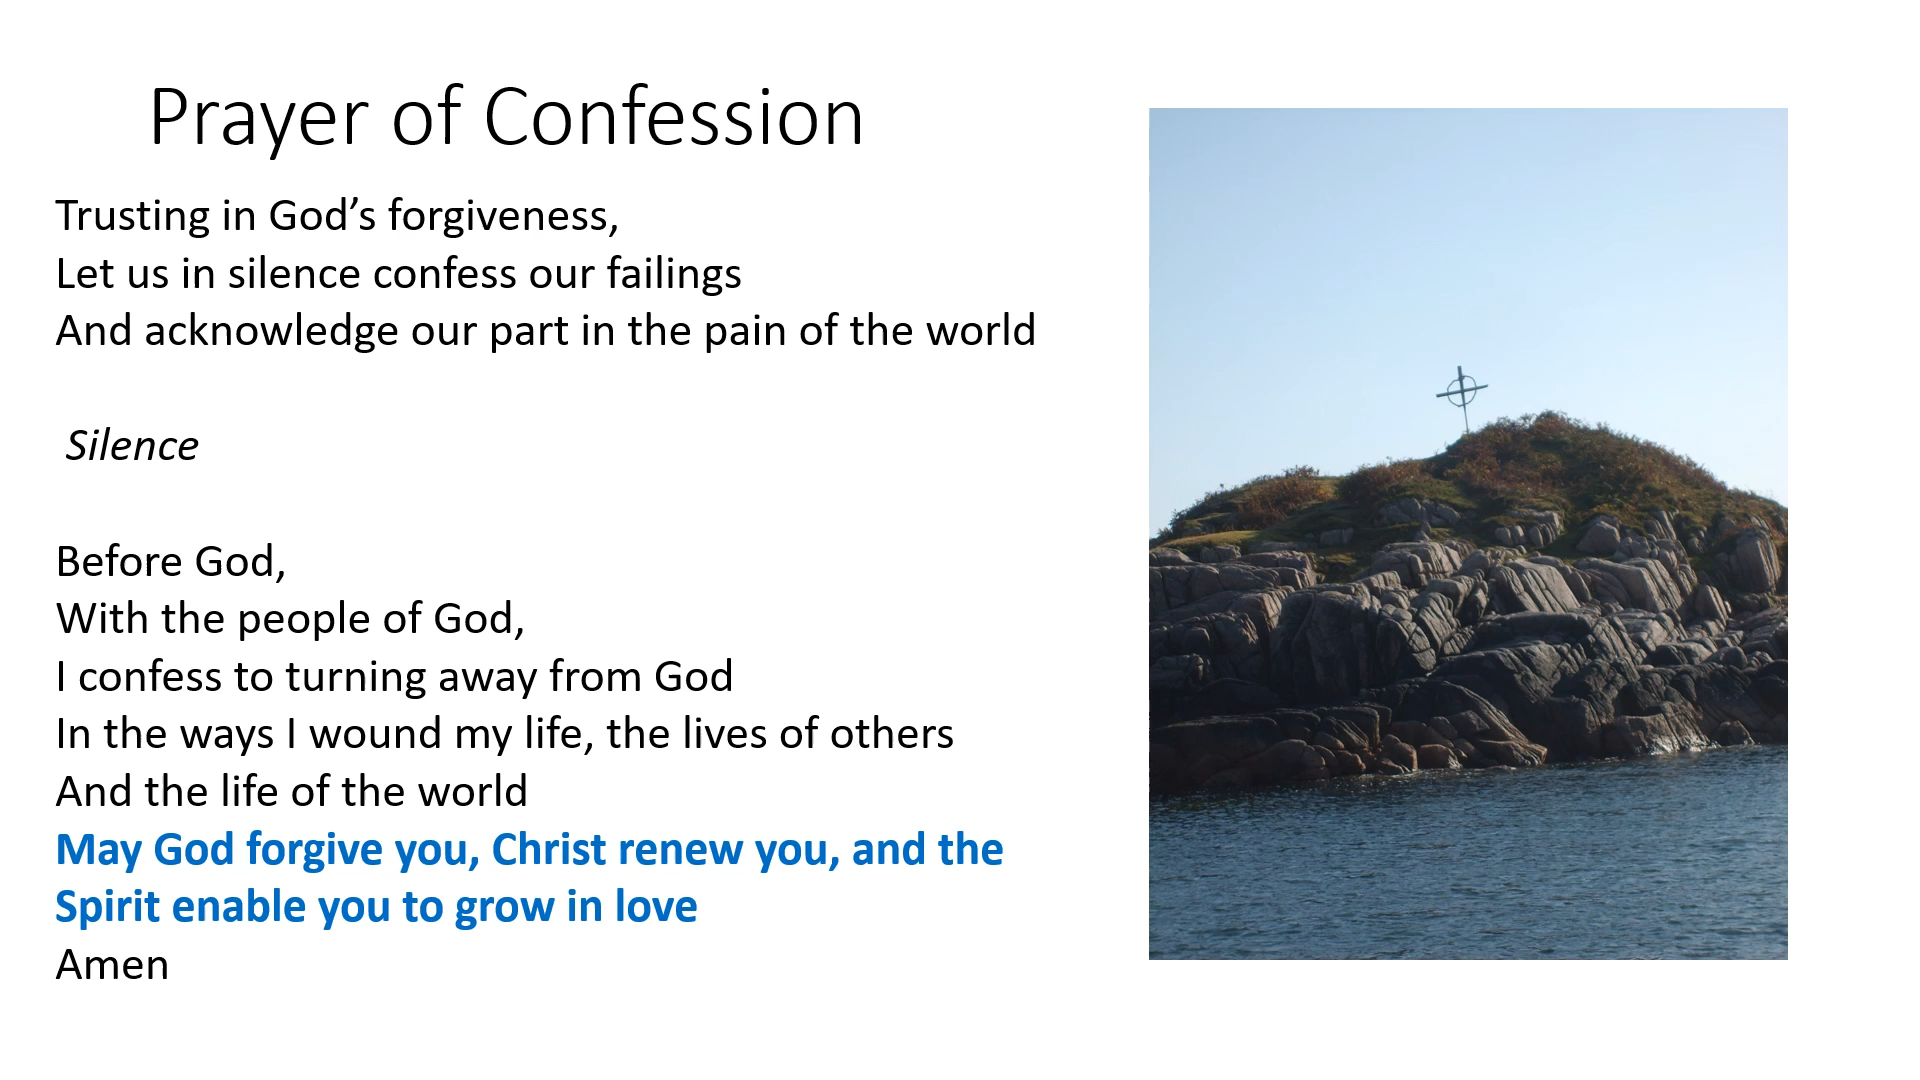 Prayer of Confession
Trusting in God’s forgiveness,
Let us in silence confess our failings
And acknowledge our part in the pain of the world
Silence
Before God,
With the people of God,
I confess to turning away from God
In the ways I wound my life, the lives of others
And the life of the world
May God forgive you, Christ renew you, and the
Spirit enable you to grow in love
Amen